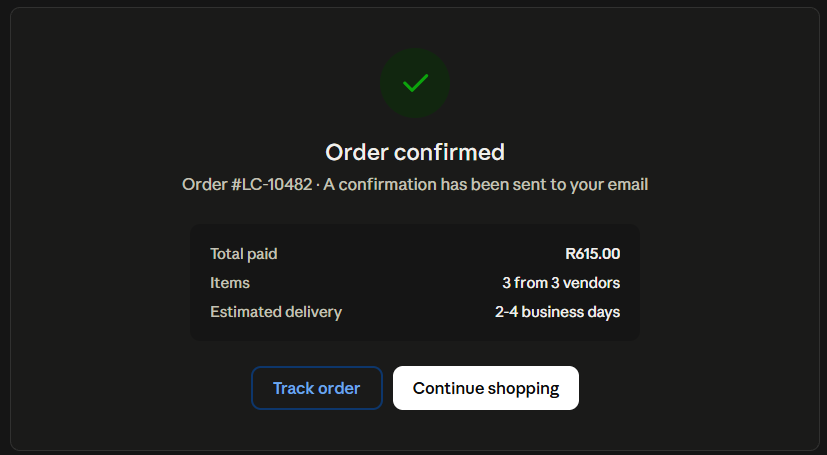 Order confirmed
Order #LC-10482 · A confirmation has been sent to your email
Total paid R615.00
Items 3 from 3 vendors
Estimated delivery 2-4 business days
Track order Continue shopping